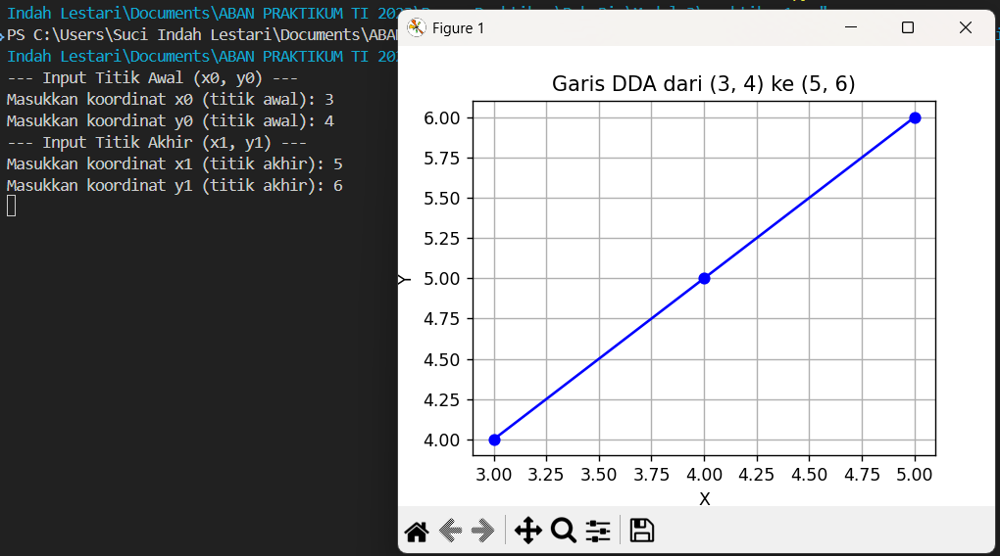 Indah Lestari\Documents\ABAN PRAKTIKUM TI 202
PS C:\Users\Suci Indah Lestari\Documents\ABAN
Indah Lestari\Documents\ABAN PRAKTIKUM TI 202
--- Input Titik Awal (x0, y0) ---
Masukkan koordinat x0 (titik awal): 3
Masukkan koordinat y0 (titik awal): 4
--- Input Titik Akhir (x1, y1) ---
Masukkan koordinat x1 (titik akhir): 5
Masukkan koordinat y1 (titik akhir): 6
Figure 1
Garis DDA dari (3, 4) ke (5, 6)
6.00
5.75
5.50
5.25
5.00
4.75
4.50
4.25
4.00
Y
3.00 3.25 3.50 3.75 4.00 4.25 4.50 4.75 5.00
X